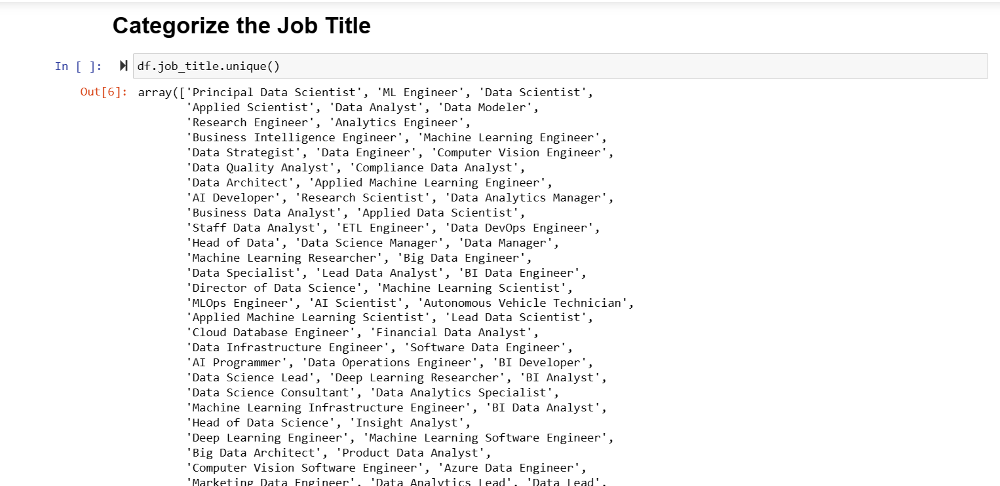 Categorize the Job Title
In [ ]: df.job_title.unique()
Out[6]: array(['Principal Data Scientist', 'ML Engineer', 'Data Scientist',
'Applied Scientist', 'Data Analyst', 'Data Modeler',
'Research Engineer', 'Analytics Engineer',
'Business Intelligence Engineer', 'Machine Learning Engineer',
'Data Strategist', 'Data Engineer', 'Computer Vision Engineer',
'Data Quality Analyst', 'Compliance Data Analyst',
'Data Architect', 'Applied Machine Learning Engineer',
'AI Developer', 'Research Scientist', 'Data Analytics Manager',
'Business Data Analyst', 'Applied Data Scientist',
'Staff Data Analyst', 'ETL Engineer', 'Data DevOps Engineer',
'Head of Data', 'Data Science Manager', 'Data Manager',
'Machine Learning Researcher', 'Big Data Engineer',
'Data Specialist', 'Lead Data Analyst', 'BI Data Engineer',
'Director of Data Science', 'Machine Learning Scientist',
'MLOps Engineer', 'AI Scientist', 'Autonomous Vehicle Technician',
'Applied Machine Learning Scientist', 'Lead Data Scientist',
'Cloud Database Engineer', 'Financial Data Analyst',
'Data Infrastructure Engineer', 'Software Data Engineer',
'AI Programmer', 'Data Operations Engineer', 'BI Developer',
'Data Science Lead', 'Deep Learning Researcher', 'BI Analyst',
'Data Science Consultant', 'Data Analytics Specialist',
'Machine Learning Infrastructure Engineer', 'BI Data Analyst',
'Head of Data Science', 'Insight Analyst',
'Deep Learning Engineer', 'Machine Learning Software Engineer',
'Big Data Architect', 'Product Data Analyst',
'Computer Vision Software Engineer', 'Azure Data Engineer',
'Marketing Data Engineer', 'Data Analytics Lead', 'Data Lead',